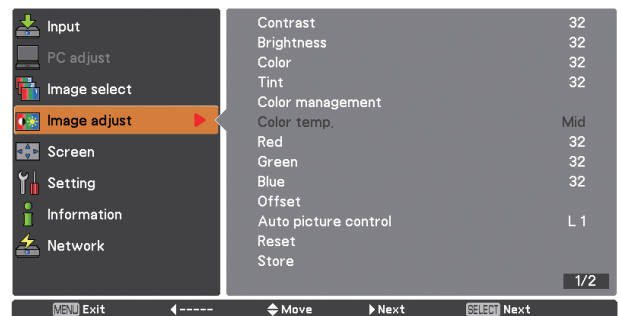 Input
PC adjust
Image select
Image adjust
Screen
Setting
Information
Network
Contrast 32
Brightness 32
Color 32
Tint 32
Color management
Color temp. Mid
Red 32
Green 32
Blue 32
Offset
Auto picture control L 1
Reset
Store
1/2
MENU Exit ----- Move Next SELECT Next